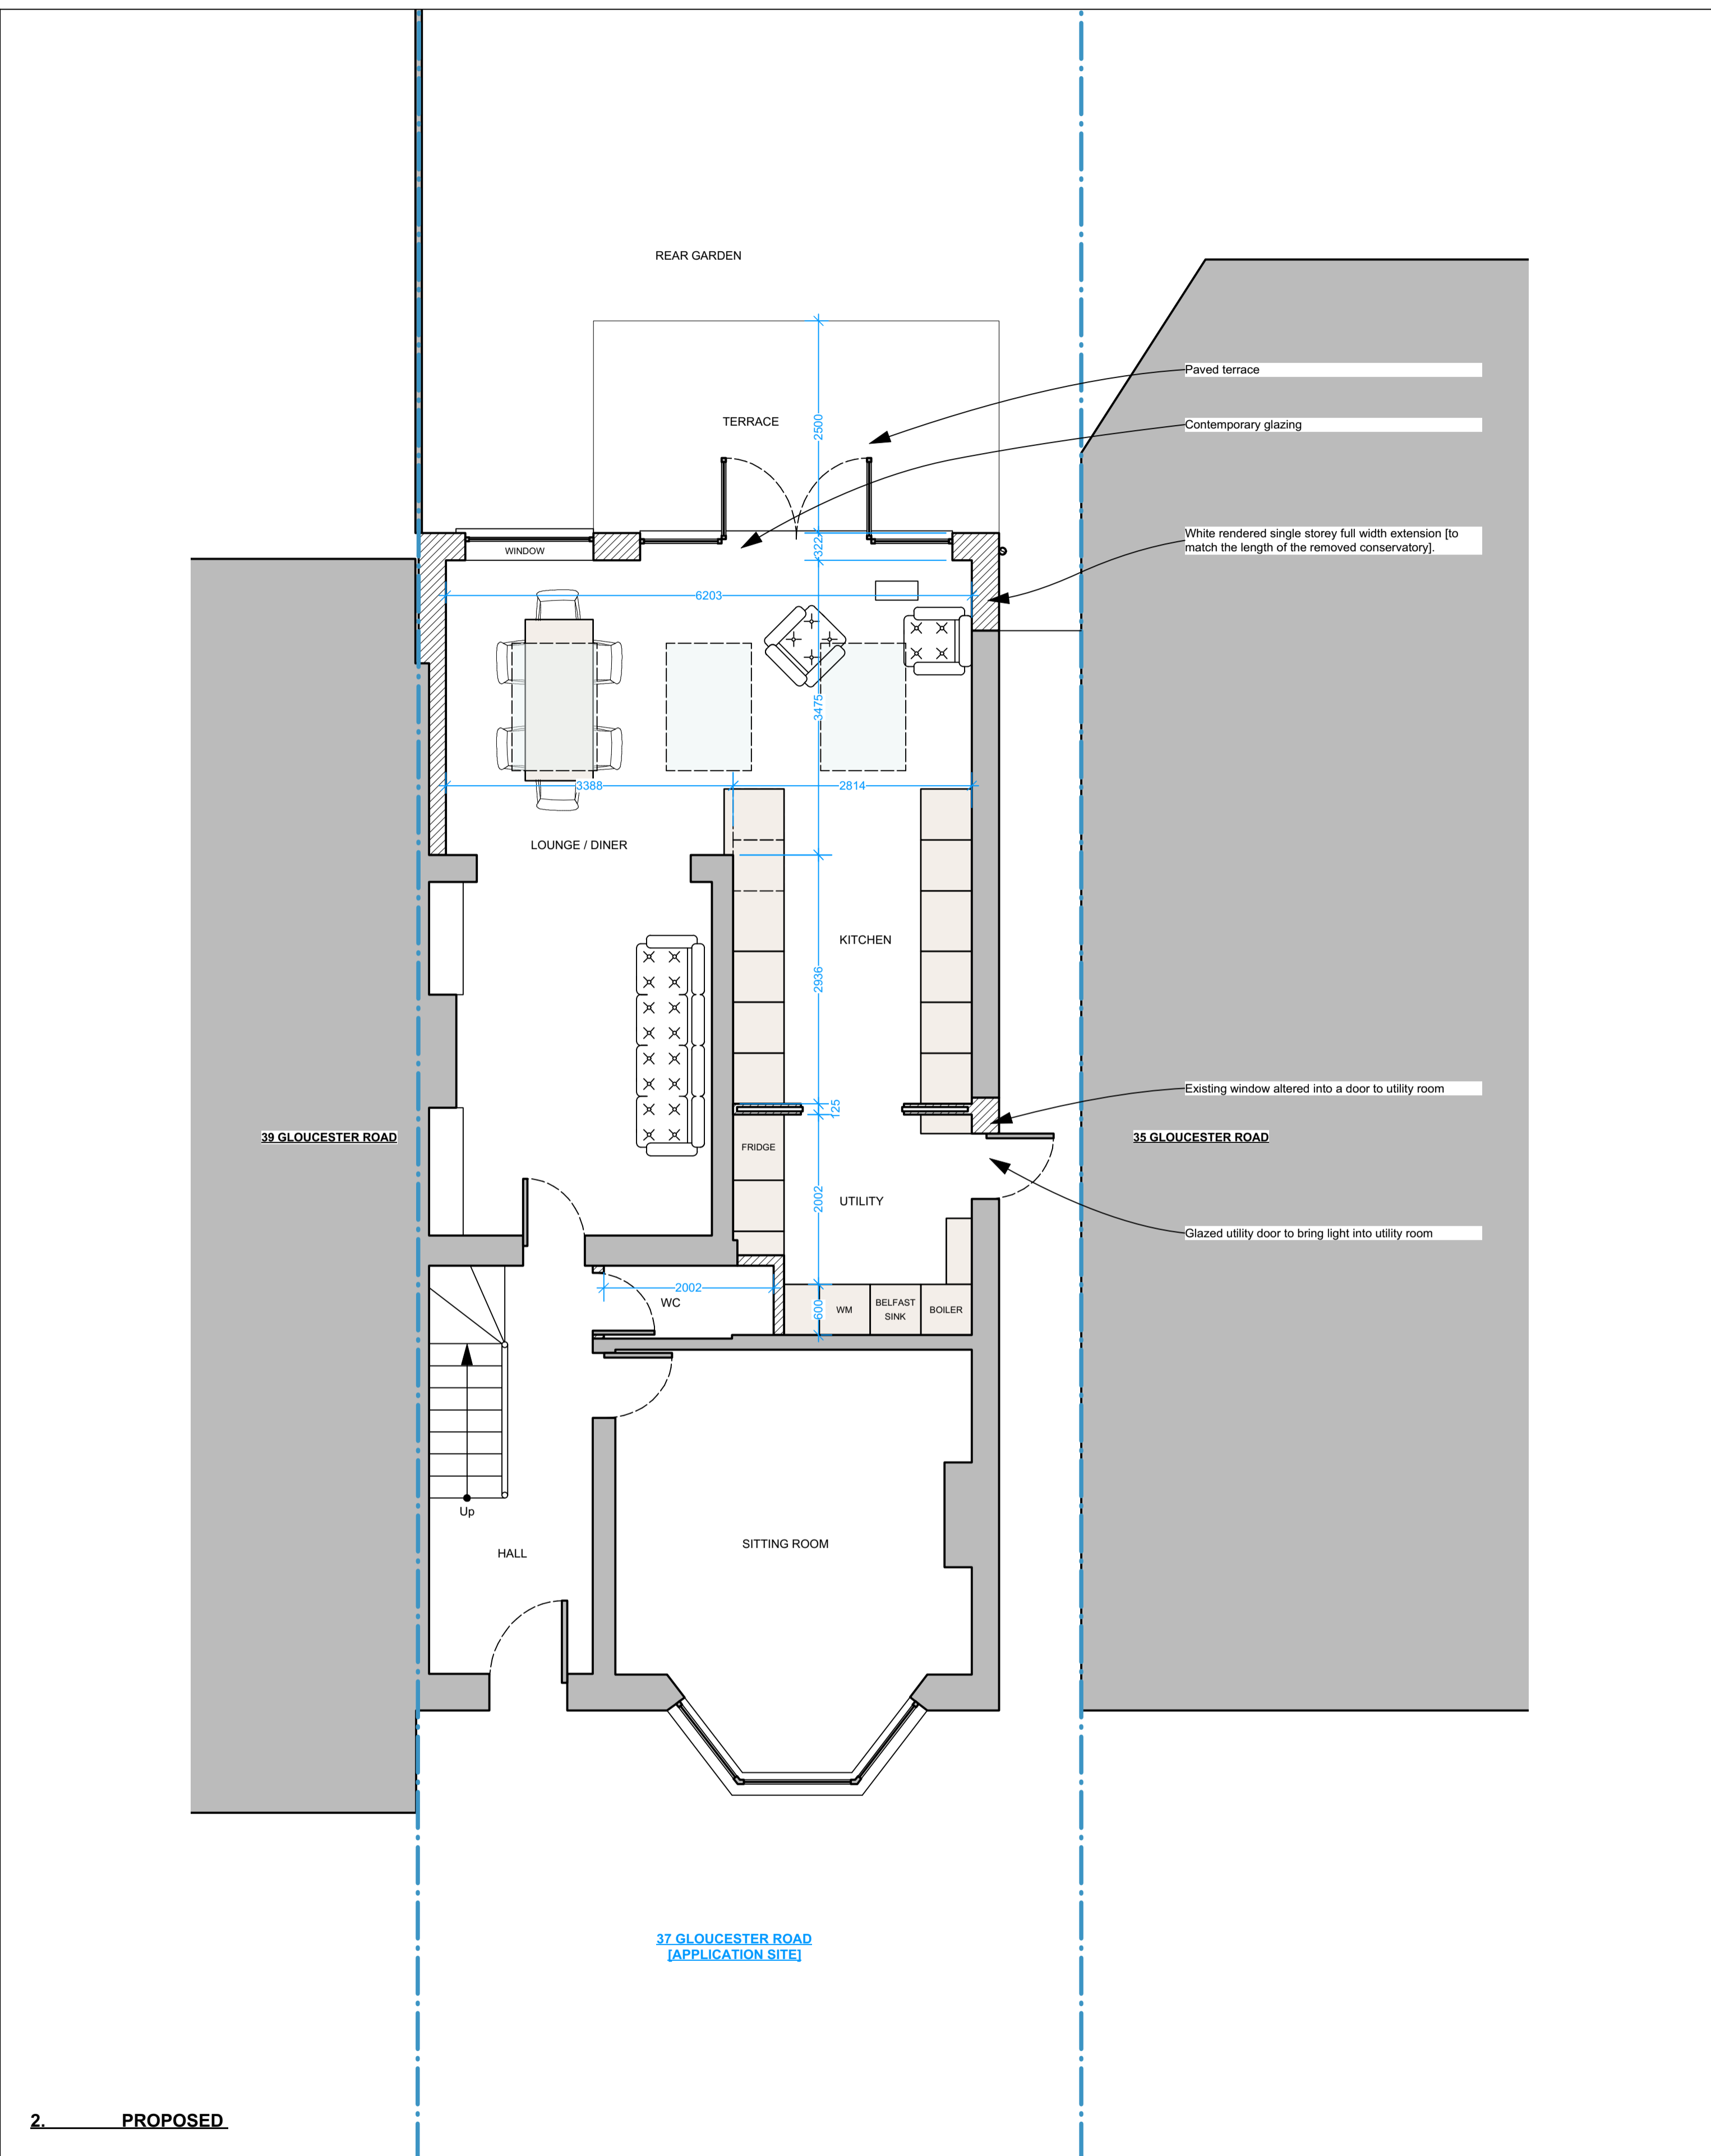 REAR GARDEN
Paved terrace
TERRACE
2500
Contemporary glazing
White rendered single storey full width extension [to
match the length of the removed conservatory].
WINDOW
322
6203
3475
3388
2814
LOUNGE / DINER
KITCHEN
2936
Existing window altered into a door to utility room
125
39 GLOUCESTER ROAD
35 GLOUCESTER ROAD
FRIDGE
UTILITY
2002
Glazed utility door to bring light into utility room
2002
WC
600
WM
BELFAST
SINK
BOILER
Up
HALL
SITTING ROOM
37 GLOUCESTER ROAD
[APPLICATION SITE]
2. PROPOSED